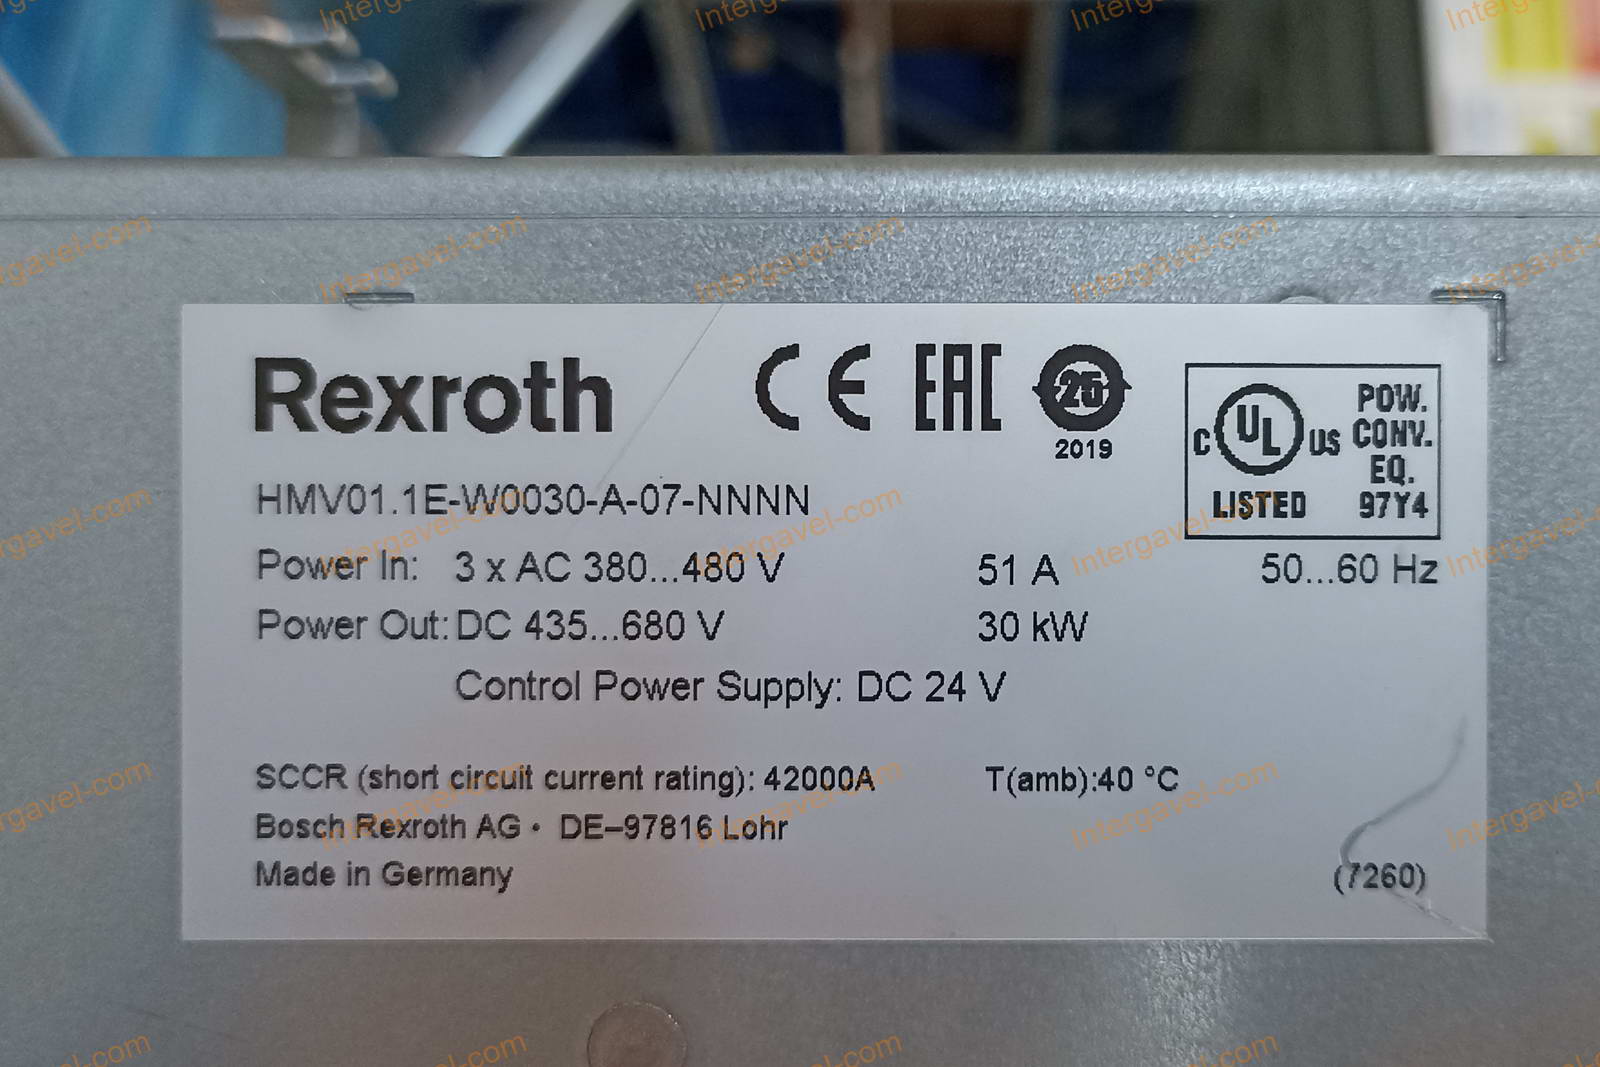 Rexroth
CE EAC 25
2019
C UL US LISTED
POW.
CONV.
EQ.
97Y4
HMV01.1E-W0030-A-07-NNNN
Power In: 3 x AC 380...480 V 51 A 50...60 Hz
Power Out: DC 435...680 V 30 kW
Control Power Supply: DC 24 V
SCCR (short circuit current rating): 42000A T(amb):40 °C
Bosch Rexroth AG • DE–97816 Lohr
Made in Germany (7260)
Intergavel-com